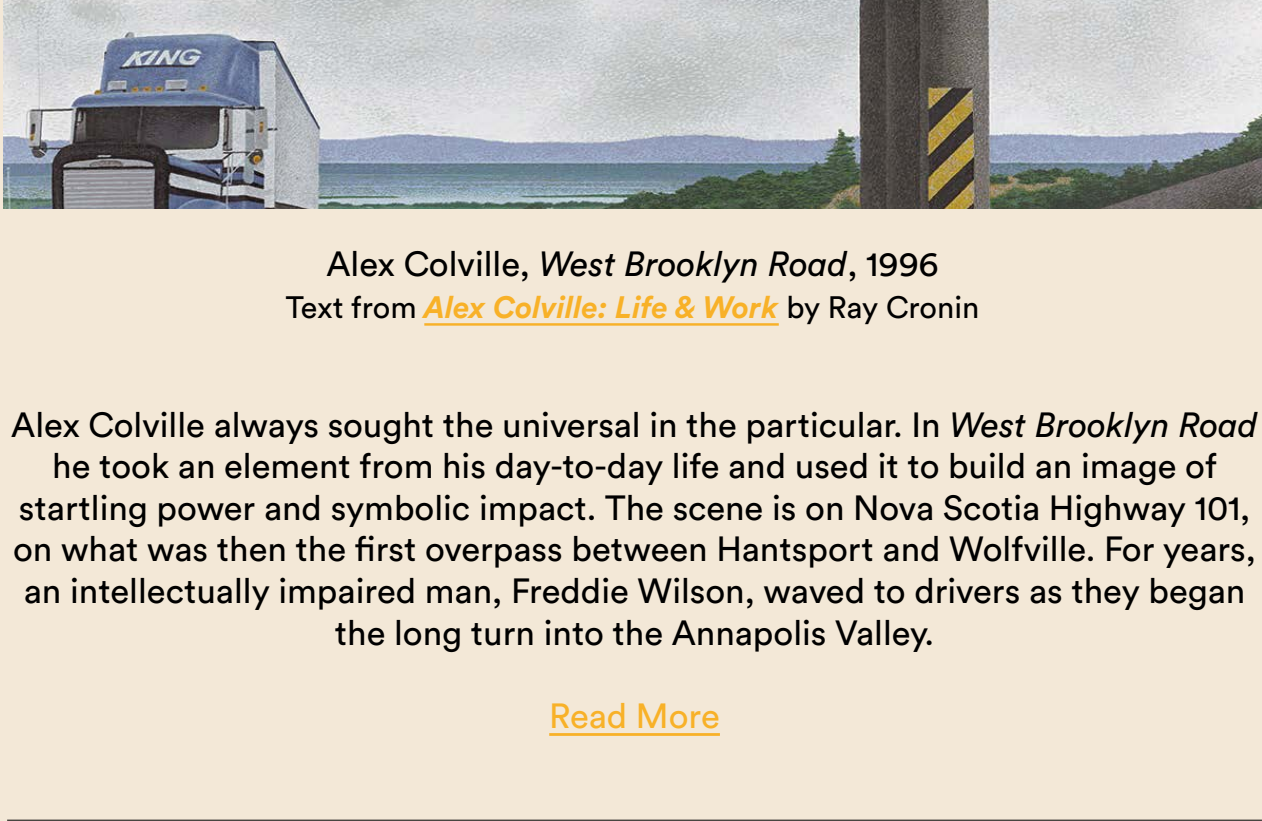 KING
Alex Colville, West Brooklyn Road, 1996
Text from Alex Colville: Life & Work by Ray Cronin
Alex Colville always sought the universal in the particular. In West Brooklyn Road
he took an element from his day-to-day life and used it to build an image of
startling power and symbolic impact. The scene is on Nova Scotia Highway 101,
on what was then the first overpass between Hantsport and Wolfville. For years,
an intellectually impaired man, Freddie Wilson, waved to drivers as they began
the long turn into the Annapolis Valley.
Read More